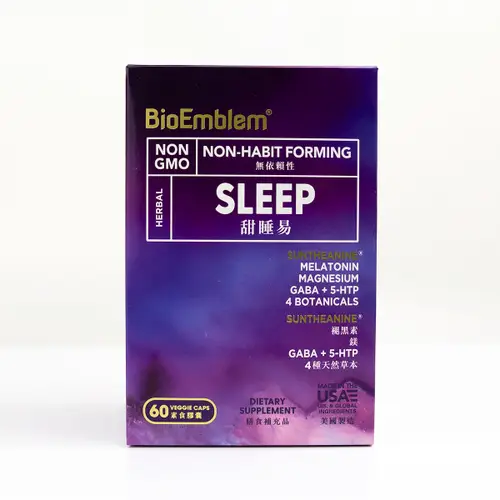 BioEmblem®
NON
GMO
NON-HABIT FORMING
無依賴性
HERBAL
SLEEP
甜睡易
SUNTHEANINE®
MELATONIN
MAGNESIUM
GABA + 5-HTP
4 BOTANICALS
SUNTHEANINE®
褪黑素
鎂
GABA + 5-HTP
4種天然草本
60 VEGGIE CAPS
素食膠囊
DIETARY
SUPPLEMENT
膳食補充品
MADE IN THE
USA
U.S. & GLOBAL
INGREDIENTS
美國製造